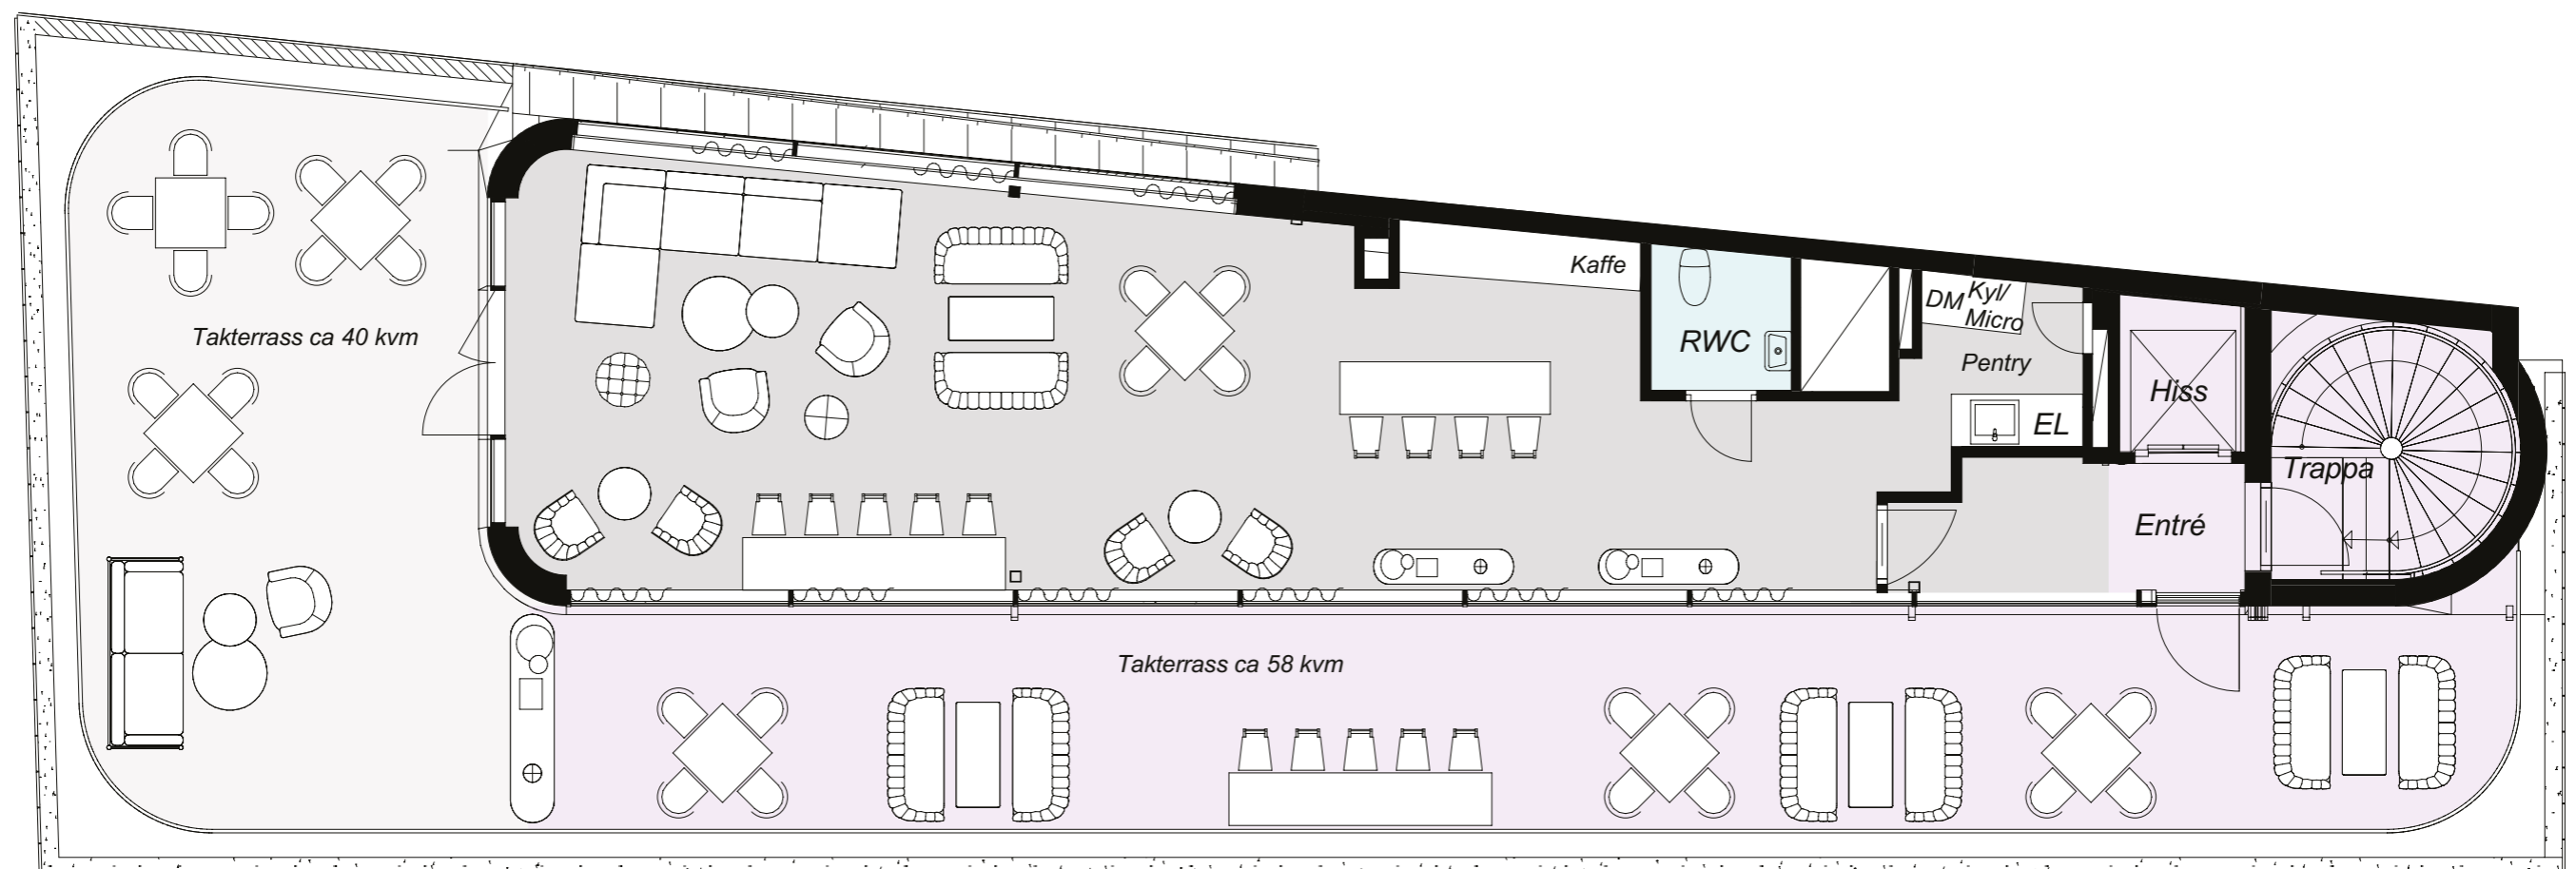 Takterrass ca 40 kvm
Kaffe
RWC
DM
Kyl/
Micro
Pentry
EL
Hiss
Trappa
Entré
Takterrass ca 58 kvm